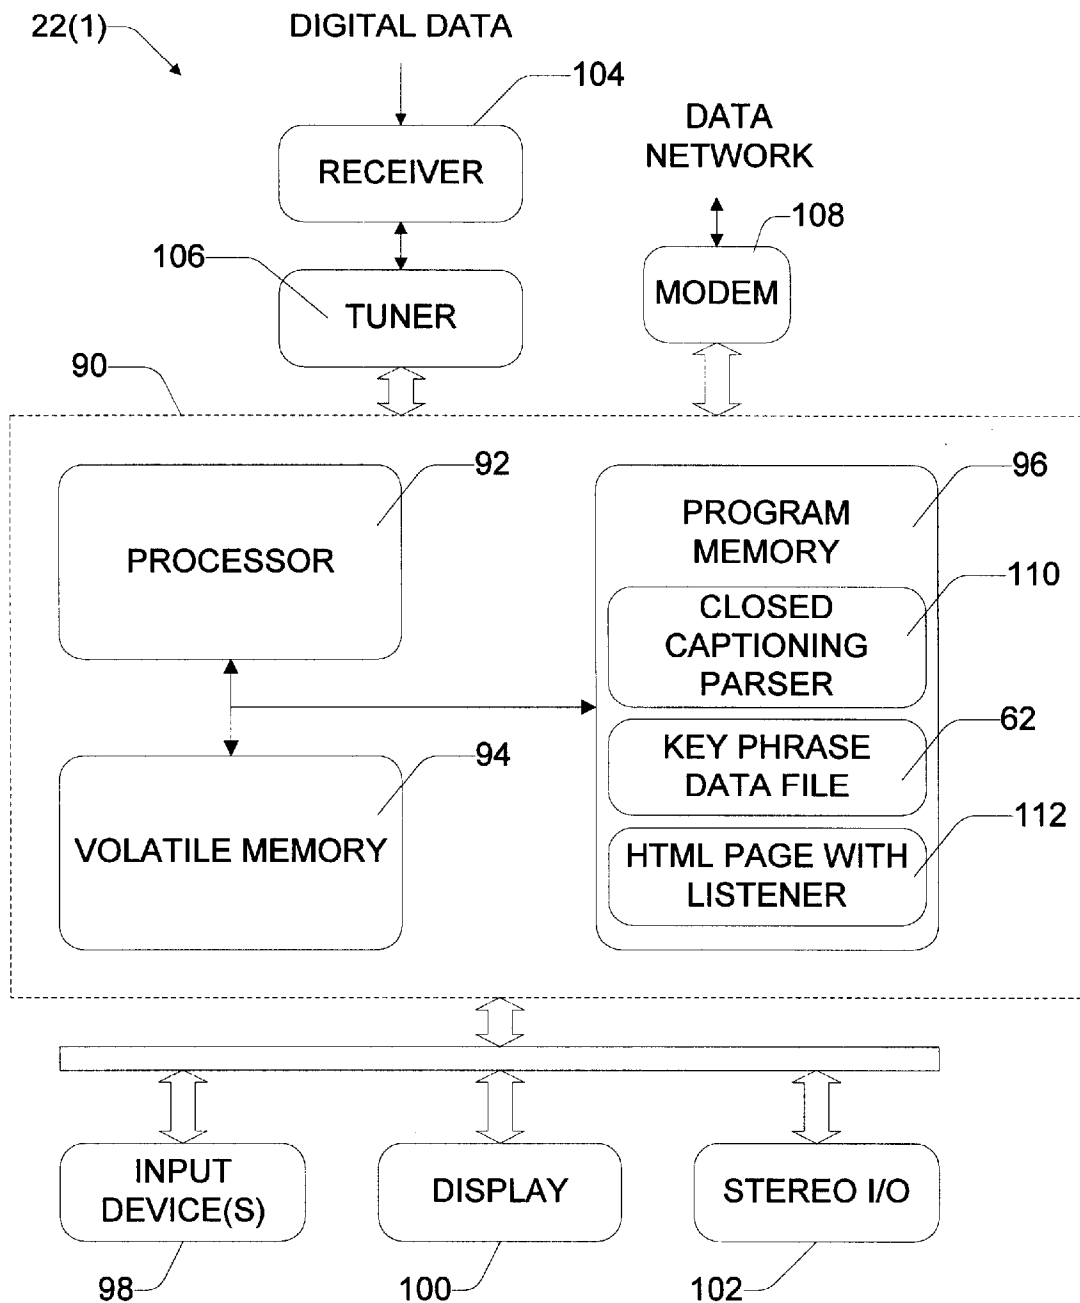 22(1)
DIGITAL DATA
104
RECEIVER
DATA
NETWORK
108
106
TUNER
MODEM
90
92
PROCESSOR
96
PROGRAM
MEMORY
110
CLOSED
CAPTIONING
PARSER
62
KEY PHRASE
DATA FILE
94
VOLATILE MEMORY
112
HTML PAGE WITH
LISTENER
INPUT
DEVICE(S)
DISPLAY
STEREO I/O
98
100
102